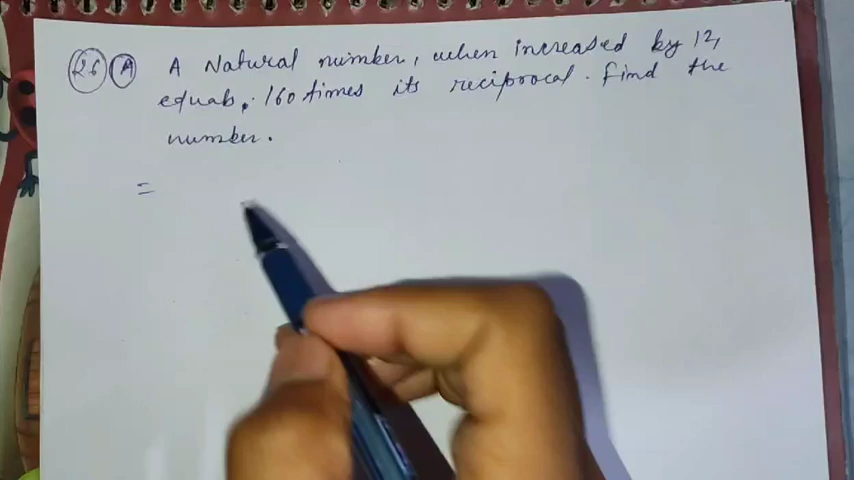 26 A A Natural number, when increased by 12,
equals, 160 times its reciprocal. find the
number.
=